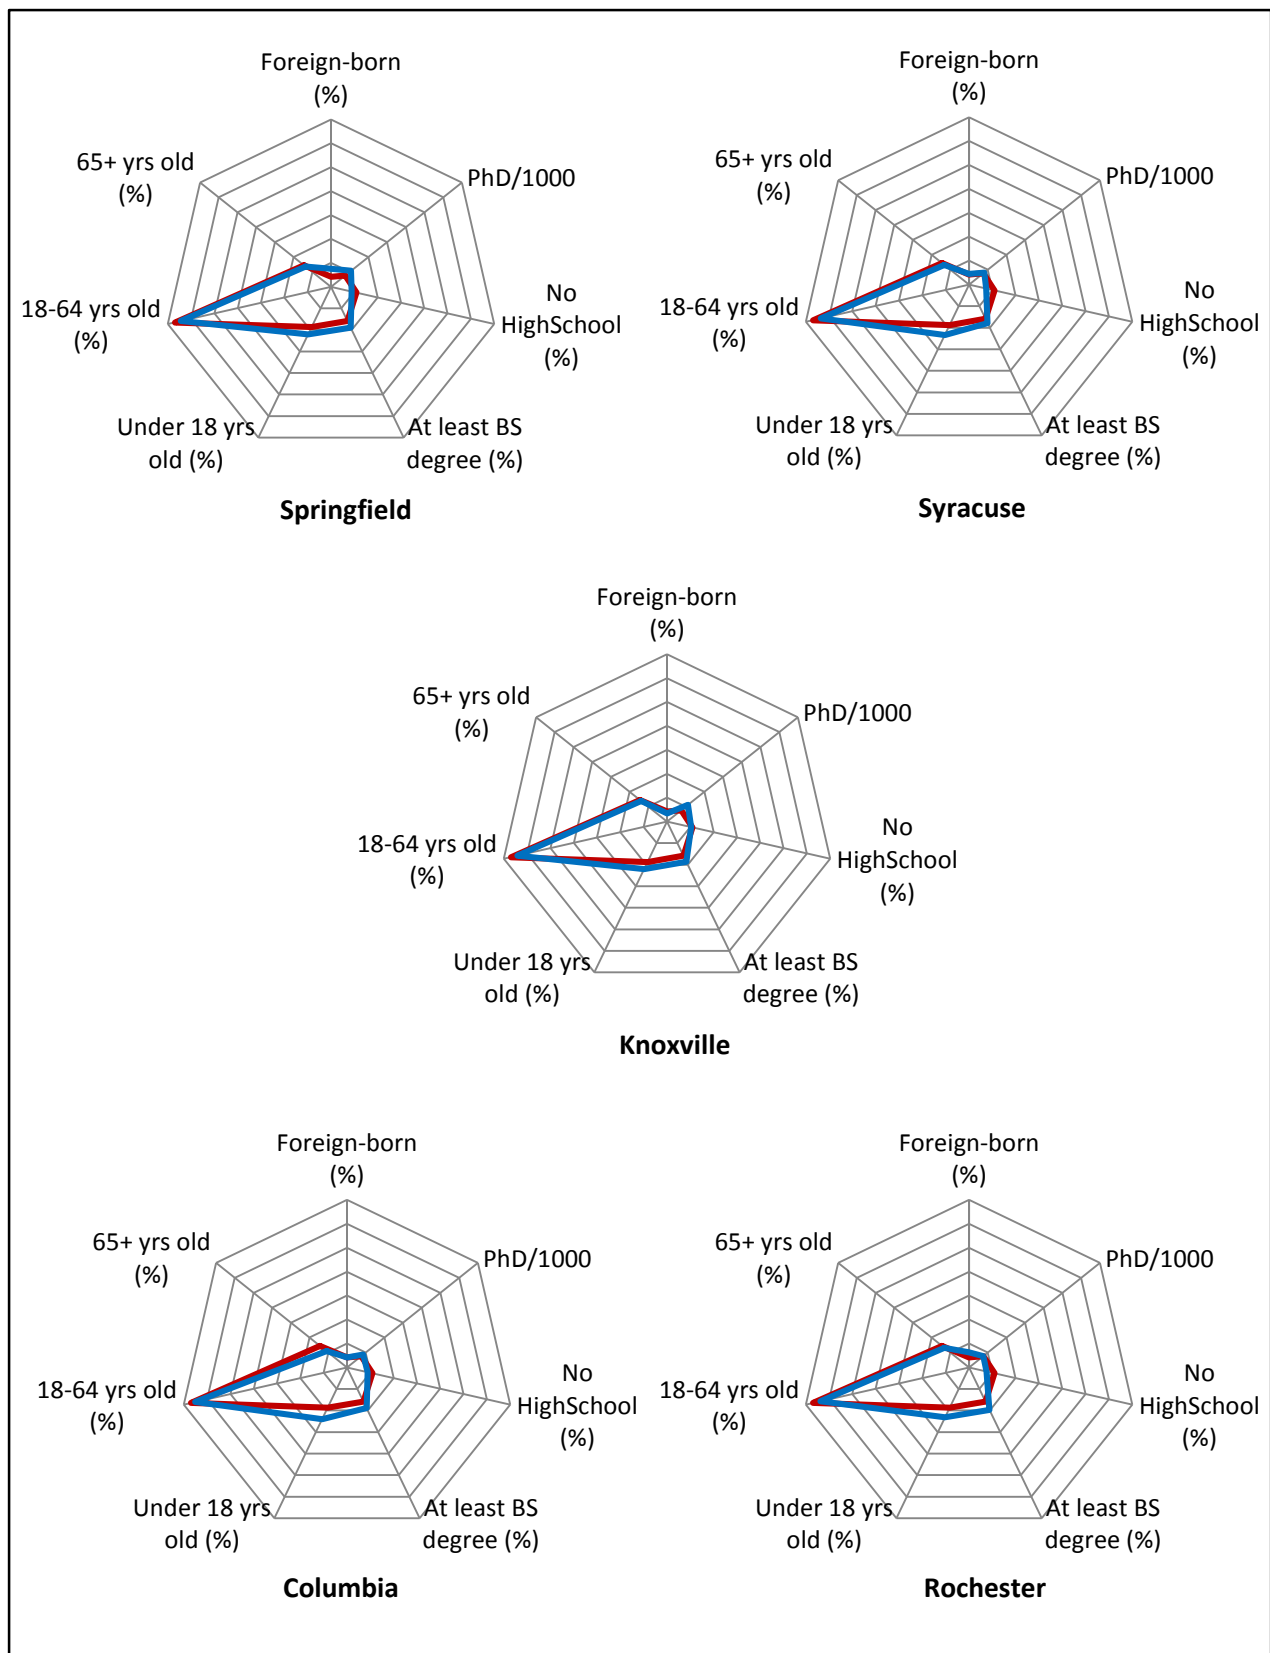 Foreign-born
(%)
65+ yrs old
(%)
PhD/1000
18-64 yrs old
(%)
No
HighSchool
(%)
Under 18 yrs
old (%)
At least BS
degree (%)
Springfield
Foreign-born
(%)
65+ yrs old
(%)
PhD/1000
18-64 yrs old
(%)
No
HighSchool
(%)
Under 18 yrs
old (%)
At least BS
degree (%)
Syracuse
Foreign-born
(%)
65+ yrs old
(%)
PhD/1000
18-64 yrs old
(%)
No
HighSchool
(%)
Under 18 yrs
old (%)
At least BS
degree (%)
Knoxville
Foreign-born
(%)
65+ yrs old
(%)
PhD/1000
18-64 yrs old
(%)
No
HighSchool
(%)
Under 18 yrs
old (%)
At least BS
degree (%)
Columbia
Foreign-born
(%)
65+ yrs old
(%)
PhD/1000
18-64 yrs old
(%)
No
HighSchool
(%)
Under 18 yrs
old (%)
At least BS
degree (%)
Rochester